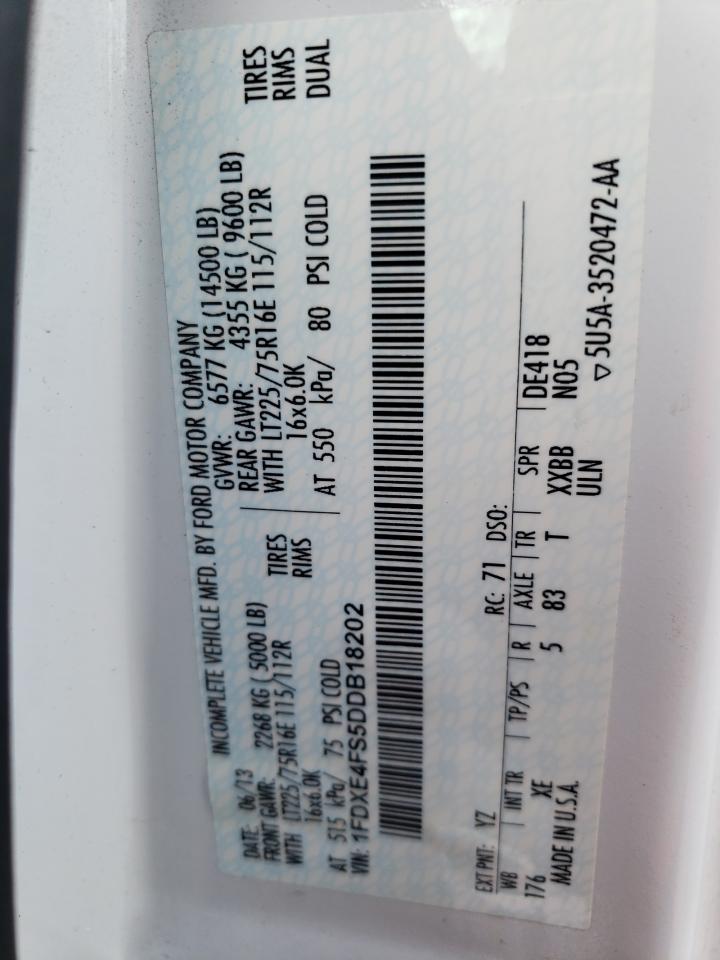 INCOMPLETE VEHICLE MFD. BY FORD MOTOR COMPANY
DATE: 06/13 GVWR: 6577 KG (14500 LB)
FRONT GAWR: 2268 KG ( 5000 LB) REAR GAWR: 4355 KG ( 9600 LB)
WITH LT225/75R16E 115/112R TIRES WITH LT225/75R16E 115/112R TIRES
16x6.0K RIMS 16x6.0K RIMS
AT 515 kPa/ 75 PSI COLD AT 550 kPa/ 80 PSI COLD DUAL
VIN: 1FDXE4FS5DDB18202
EXT PNT: YZ RC: 71 DSO:
WB INT TR TP/PS R AXLE TR SPR
176 XE 5 83 T XXBB DE418
MADE IN U.S.A. ULN N05
▽5U5A-3520472-AA